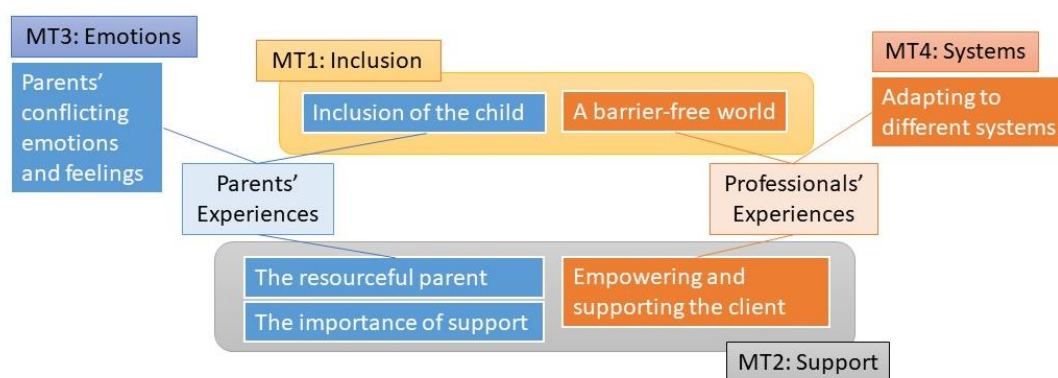 MT3: Emotions
Parents'
conflicting
emotions
and feelings
MT1: Inclusion
Inclusion of the child
A barrier-free world
MT4: Systems
Adapting to
different systems
Parents'
Experiences
Professionals'
Experiences
The resourceful parent
The importance of support
Empowering and
supporting the client
MT2: Support